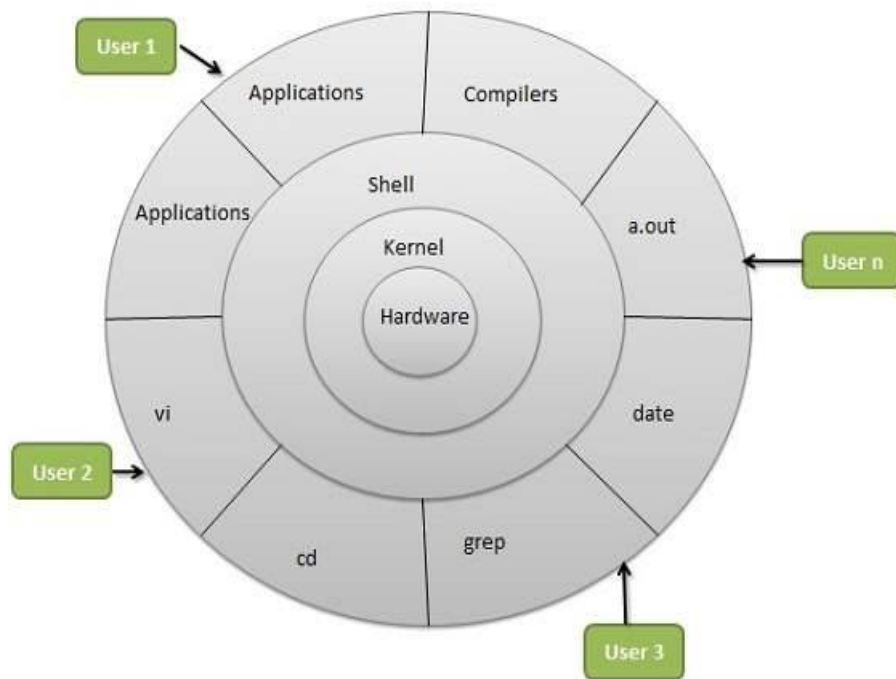 User 1
Applications
Compilers
Shell
Applications
a.out
Kernel
User n
Hardware
vi
date
User 2
cd
grep
User 3